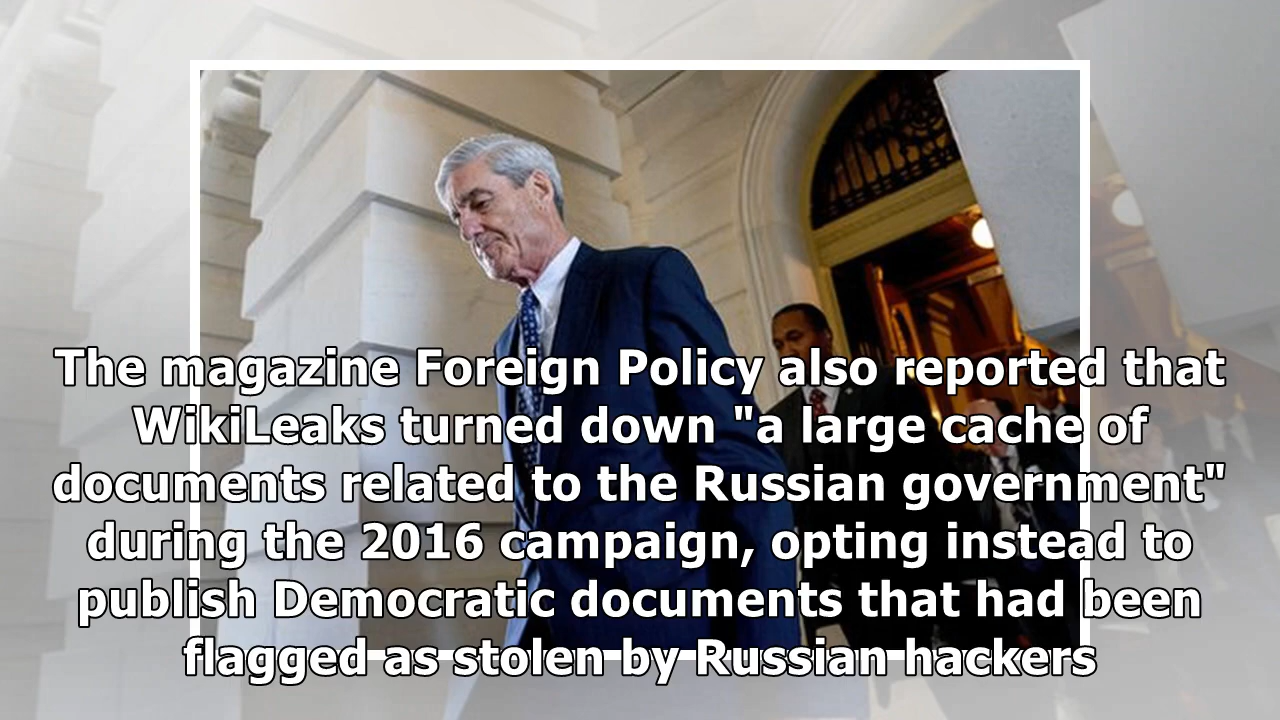 The magazine Foreign Policy also reported that
WikiLeaks turned down "a large cache of
documents related to the Russian government"
during the 2016 campaign, opting instead to
publish Democratic documents that had been
flagged as stolen by Russian hackers